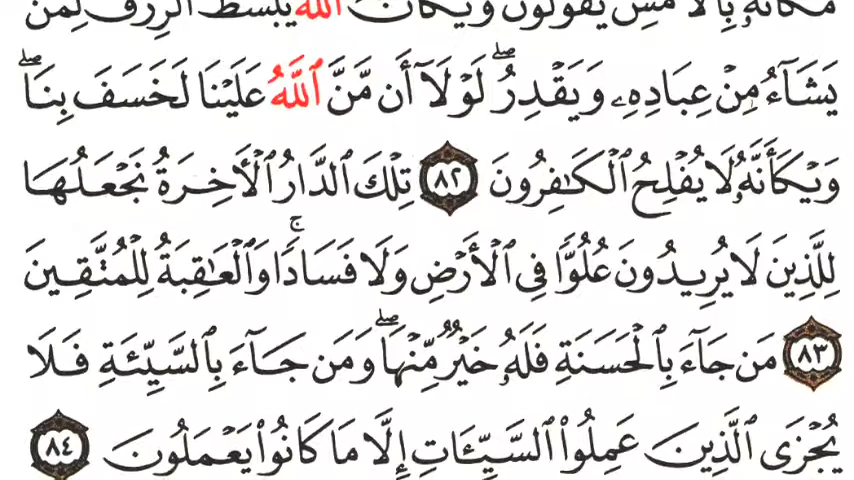 مَكَانَهُۥ بِٱلْأَمْسِ يَقُولُونَ وَيْكَأَنَّ ٱللَّهَ يَبْسُطُ ٱلرِّزْقَ لِمَن
يَشَآءُ مِنْ عِبَادِهِۦ وَيَقْدِرُ ۖ لَوْلَآ أَن مَّنَّ ٱللَّهُ عَلَيْنَا لَخَسَفَ بِنَا ۖ
وَيْكَأَنَّهُۥ لَا يُفْلِحُ ٱلْكَٰفِرُونَ ٨٢ تِلْكَ ٱلدَّارُ ٱلْأَخِرَةُ نَجْعَلُهَا
لِلَّذِينَ لَا يُرِيدُونَ عُلُوًّا فِى ٱلْأَرْضِ وَلَا فَسَادًا ۚ وَٱلْعَٰقِبَةُ لِلْمُتَّقِينَ
٨٣ مَن جَآءَ بِٱلْحَسَنَةِ فَلَهُۥ خَيْرٌ مِّنْهَا ۖ وَمَن جَآءَ بِٱلسَّيِّئَةِ فَلَا
يُجْزَى ٱلَّذِينَ عَمِلُوا۟ ٱلسَّيِّـَٔاتِ إِلَّا مَا كَانُوا۟ يَعْمَلُونَ ٨٤